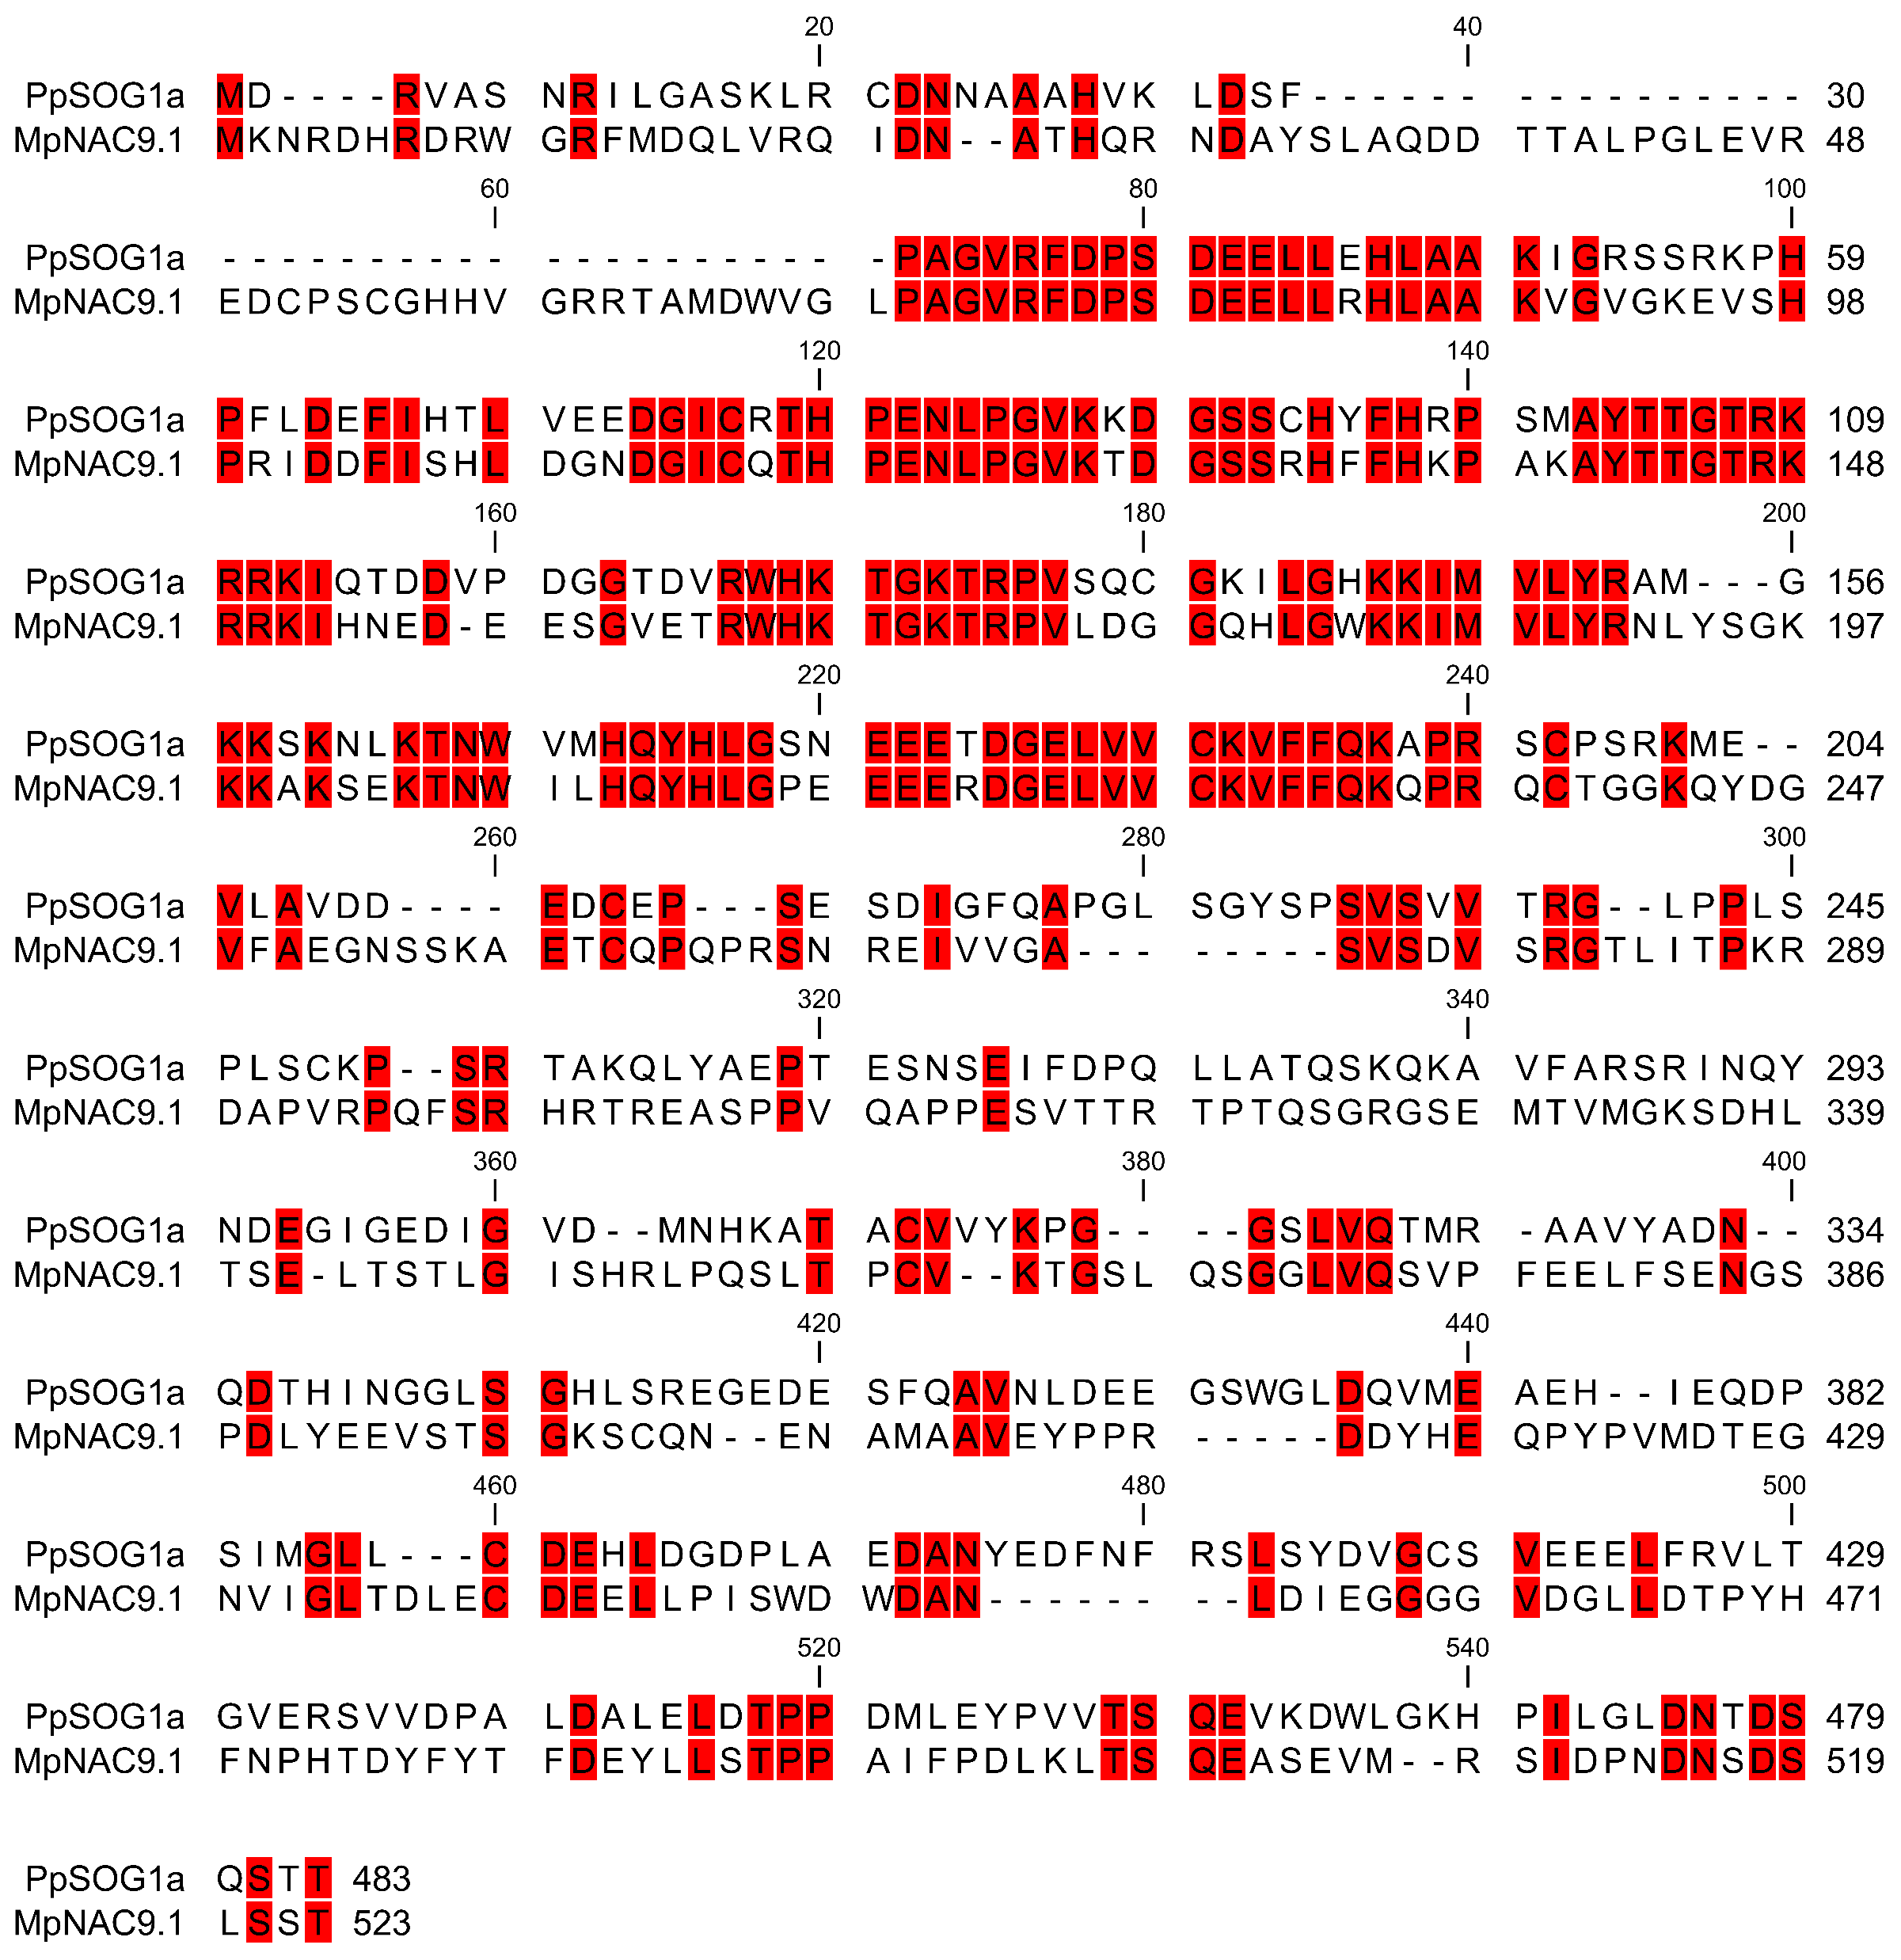 20 40
PpSOG1a MD----RVAS NRILGASKLR CDNNAAAHVK LDSF------ ---------- 30
MpNAC9.1 MKNRDHRDRW GRFMDQLVRQ IDN--ATHQR NDAYSLAQDD TTALPGLEVR 48
60 80 100
PpSOG1a ---------- ---------- -PAGVRFDPS DEELLEHLAA KIGRSSRKPH 59
MpNAC9.1 EDCPSCGHHV GRRTAMDWVG LPAGVRFDPS DEELLRHLAA KVGVGKEVSH 98
120 140
PpSOG1a PFLDEFIHTL VEEDGICRTH PENLPGVKKD GSSCHYFHRP SMAYTTGTRK 109
MpNAC9.1 PRIDDFISHL DGNDGICQTH PENLPGVKTD GSSRHFFHKP AKAYTTGTRK 148
160 180 200
PpSOG1a RRKIQTDDVP DGGTDVRWHK TGKTRPVSQC GKILGHKKIM VLYRAM---G 156
MpNAC9.1 RRKIHNED-E ESGVETRWHK TGKTRPVLDG GQHLGWKKIM VLYRNLYSGK 197
220 240
PpSOG1a KKSKNLKTNW VMHQYHLGSN EEETDGELVV CKVFFQKAPR SCPSRKME-- 204
MpNAC9.1 KKAKSEKTNW ILHQYHLGPE EEERDGELVV CKVFFQKQPR QCTGGKQYDG 247
260 280 300
PpSOG1a VLAVDD---- EDCEP---SE SDIGFQAPGL SGYSPSVSVV TRG--LPPLS 245
MpNAC9.1 VFAEGNSSKA ETCQPQPRSN REIVVGA--- -----SVSDV SRGTLITPKR 289
320 340
PpSOG1a PLSCKP--SR TAKQLYAEPT ESNSEIFDPQ LLATQSKQKA VFARSRINQY 293
MpNAC9.1 DAPVRPQFSR HRTREASPPV QAPPESVTTR TPTQSGRGSE MTVMGKSDHL 339
360 380 400
PpSOG1a NDEGIGEDIG VD--MNHKAT ACVVYKPG-- --GSLVQTMR -AAVYADN-- 334
MpNAC9.1 TSE-LTSTLG ISHRLPQSLT PCV--KTGSL QSGGLVQSVP FEELFSENGS 386
420 440
PpSOG1a QDTHINGGLS GHLSREGEDE SFQAVNLDEE GSWGLDQVME AEH--IEQDP 382
MpNAC9.1 PDLYEEVSTS GKSCQN--EN AMAAVEYPPR -----DDYHE QPYPVMDTEG 429
460 480 500
PpSOG1a SIMGLL---C DEHLDGDPLA EDANYEDFNF RSLSYDVGCS VEEELFRVLT 429
MpNAC9.1 NVIGLTDLEC DEELLPISWD WDAN------ --LDIEGGGG VDGLLDTPYH 471
520 540
PpSOG1a GVERSVVDPA LDALELDTPP DMLEYPVVTS QEVKDWLGKH PILGLDNTDS 479
MpNAC9.1 FNPHTDYFYT FDEYLLSTPP AIFPDLKLTS QEASEVM--R SIDPNDNSDS 519
PpSOG1a QSTT 483
MpNAC9.1 LSST 523